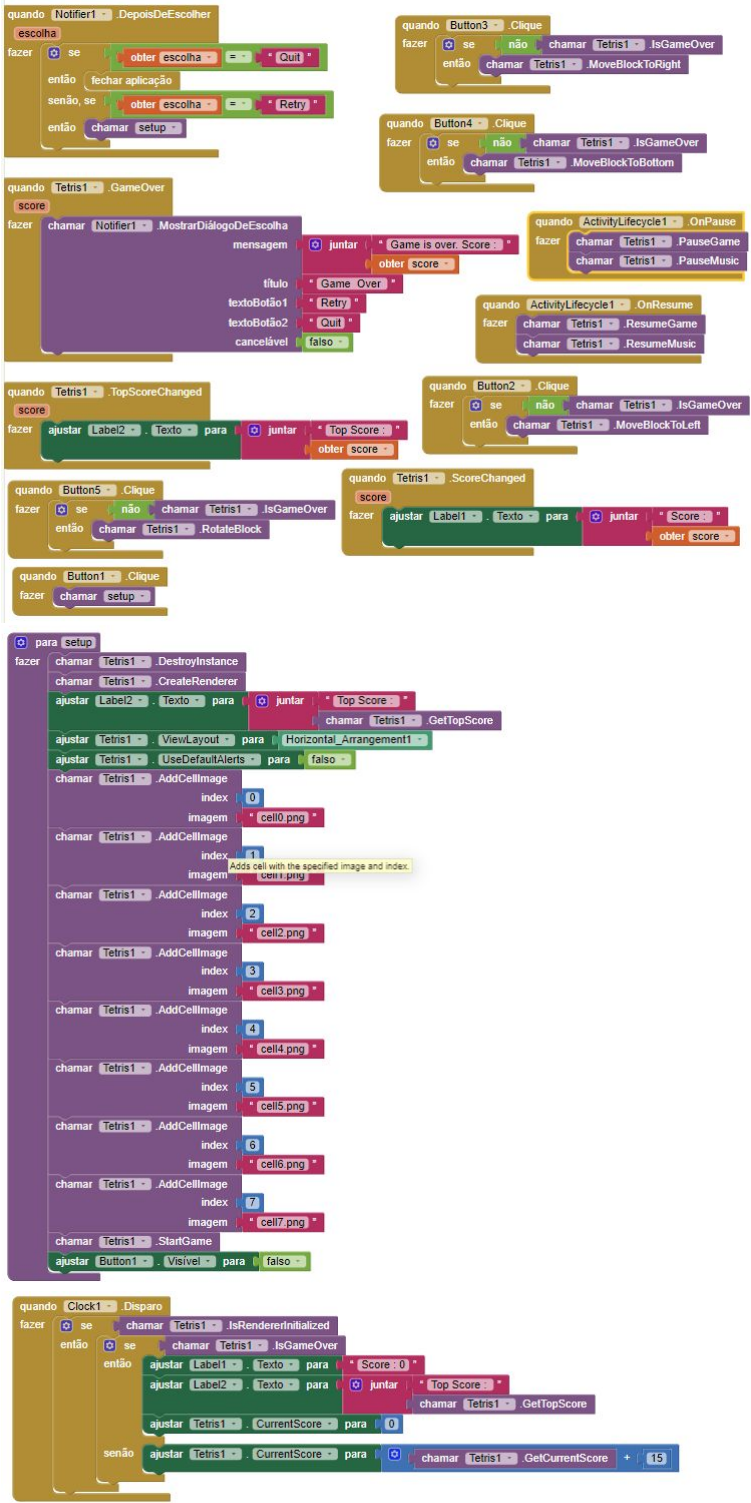 quando Notifier1 .DepoisDeEscolher
escolha
fazer se obter escolha = " Quit "
então fechar aplicação
senão, se obter escolha = " Retry "
então chamar setup
quando Button3 .Clique
fazer se não chamar Tetris1 .IsGameOver
então chamar Tetris1 .MoveBlockToRight
quando Button4 .Clique
fazer se não chamar Tetris1 .IsGameOver
então chamar Tetris1 .MoveBlockToBottom
quando Tetris1 .GameOver
score
fazer chamar Notifier1 .MostrarDiálogoDeEscolha
mensagem juntar " Game is over. Score : "
obter score
título " Game Over "
textoBotão1 " Retry "
textoBotão2 " Quit "
cancelável falso
quando ActivityLifecycle1 .OnPause
fazer chamar Tetris1 .PauseGame
chamar Tetris1 .PauseMusic
quando ActivityLifecycle1 .OnResume
fazer chamar Tetris1 .ResumeGame
chamar Tetris1 .ResumeMusic
quando Tetris1 .TopScoreChanged
score
fazer ajustar Label2 . Texto para juntar " Top Score : "
obter score
quando Button2 .Clique
fazer se não chamar Tetris1 .IsGameOver
então chamar Tetris1 .MoveBlockToLeft
quando Button5 .Clique
fazer se não chamar Tetris1 .IsGameOver
então chamar Tetris1 .RotateBlock
quando Tetris1 .ScoreChanged
score
fazer ajustar Label1 . Texto para juntar " Score : "
obter score
quando Button1 .Clique
fazer chamar setup
para setup
fazer chamar Tetris1 .DestroyInstance
chamar Tetris1 .CreateRenderer
ajustar Label2 . Texto para juntar " Top Score : "
chamar Tetris1 .GetTopScore
ajustar Tetris1 . ViewLayout para Horizontal_Arrangement1
ajustar Tetris1 . UseDefaultAlerts para falso
chamar Tetris1 .AddCellImage
index 0
imagem " cell0.png "
chamar Tetris1 .AddCellImage
index 1
Adds cell with the specified image and index.
imagem " cell1.png "
chamar Tetris1 .AddCellImage
index 2
imagem " cell2.png "
chamar Tetris1 .AddCellImage
index 3
imagem " cell3.png "
chamar Tetris1 .AddCellImage
index 4
imagem " cell4.png "
chamar Tetris1 .AddCellImage
index 5
imagem " cell5.png "
chamar Tetris1 .AddCellImage
index 6
imagem " cell6.png "
chamar Tetris1 .AddCellImage
index 7
imagem " cell7.png "
chamar Tetris1 .StartGame
ajustar Button1 . Visível para falso
quando Clock1 .Disparo
fazer se chamar Tetris1 .IsRendererInitialized
então se chamar Tetris1 .IsGameOver
então ajustar Label1 . Texto para " Score : 0 "
ajustar Label2 . Texto para juntar " Top Score : "
chamar Tetris1 .GetTopScore
ajustar Tetris1 . CurrentScore para 0
senão ajustar Tetris1 . CurrentScore para chamar Tetris1 .GetCurrentScore + 15